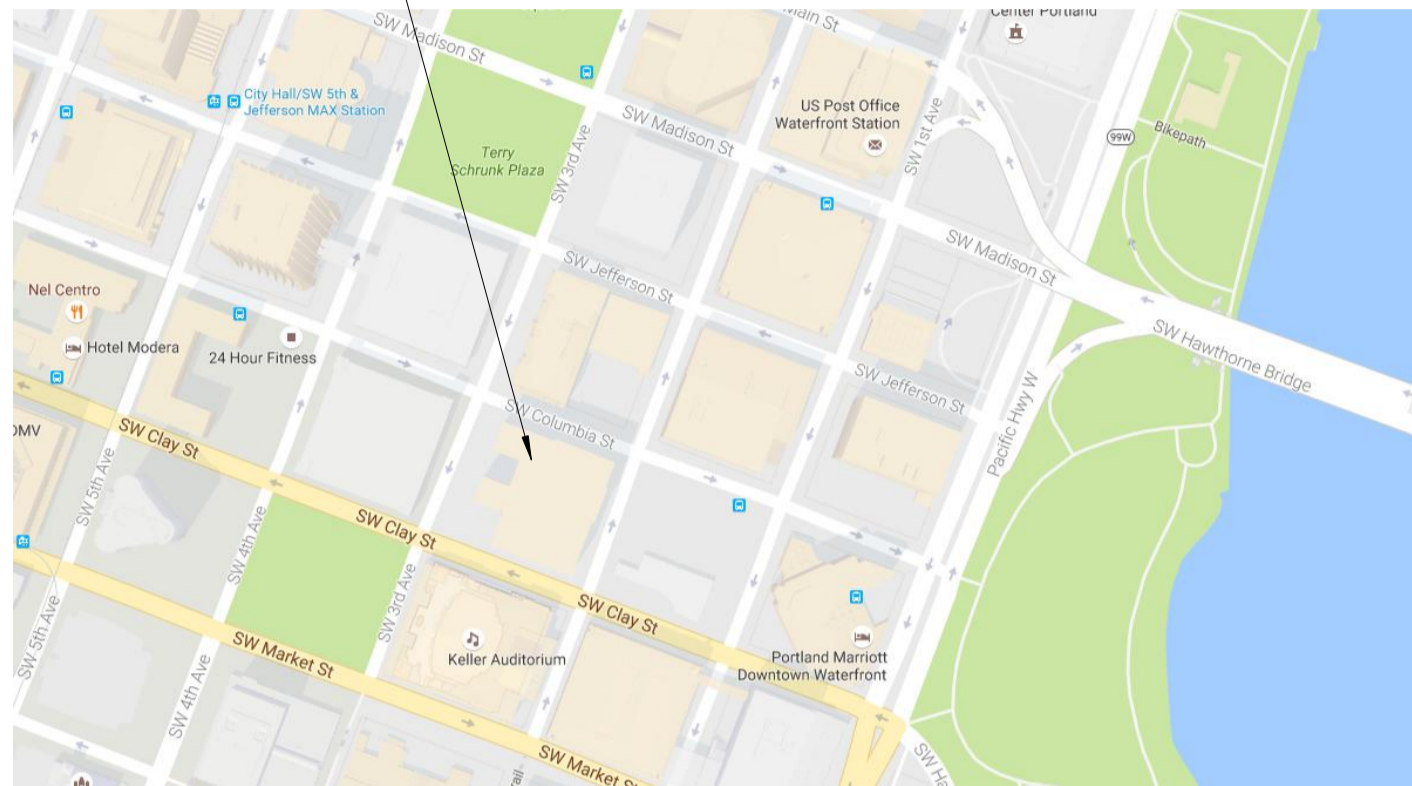 SW Madison St
Main St
Center Portland
City Hall/SW 5th &
Jefferson MAX Station
US Post Office
Waterfront Station
SW 1st Ave
99W
Bikepath
Terry
Schrunk Plaza
SW 3rd Ave
SW Madison St
SW Madison St
SW Jefferson St
Nel Centro
Hotel Modera
24 Hour Fitness
SW Hawthorne Bridge
SW Jefferson St
Pacific Hwy W
SW Columbia St
DMV
SW Clay St
SW 5th Ave
SW Clay St
SW 4th Ave
SW 3rd Ave
SW Clay St
Keller Auditorium
Portland Marriott
Downtown Waterfront
SW 5th Ave
SW Market St
SW 4th Ave
SW Market S
SW Ha